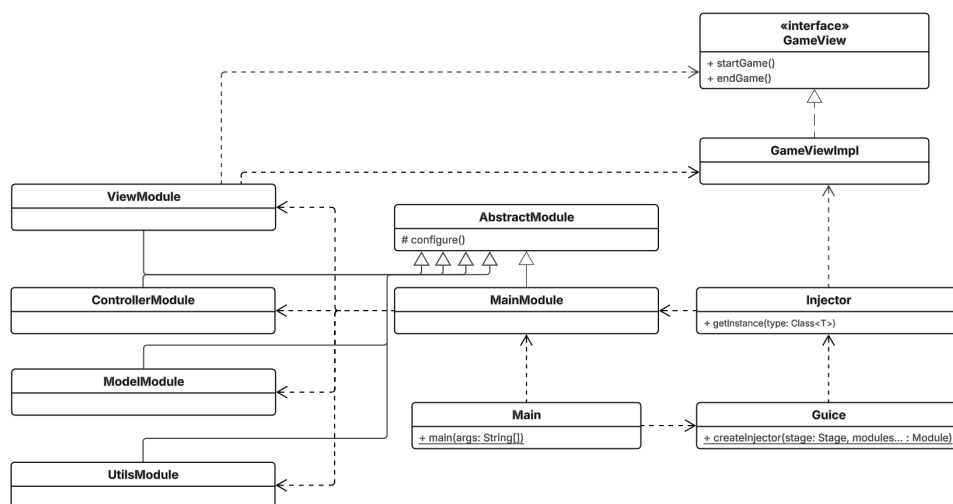 «interface»
GameView
+ startGame()
+ endGame()
GameViewImpl
ViewModule
AbstractModule
# configure()
ControllerModule
MainModule
Injector
+ getInstance(type: Class<T>)
ModelModule
Main
+ main(args: String[])
Guice
+ createInjector(stage: Stage, modules... : Module)
UtilsModule